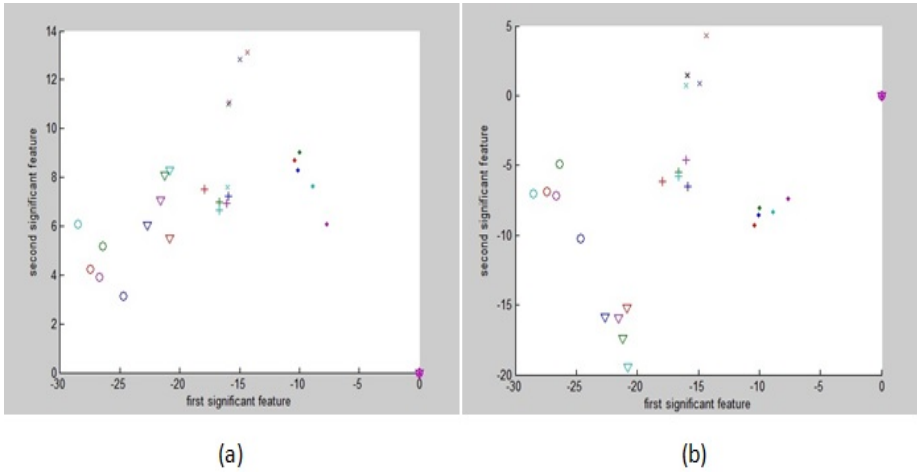 14
12
10
8
6
4
2
0
-30 -25 -20 -15 -10 -5 0
second significant feature
first significant feature
(a)
5
0
-5
-10
-15
-20
-30 -25 -20 -15 -10 -5 0
second significant feature
first significant feature
(b)